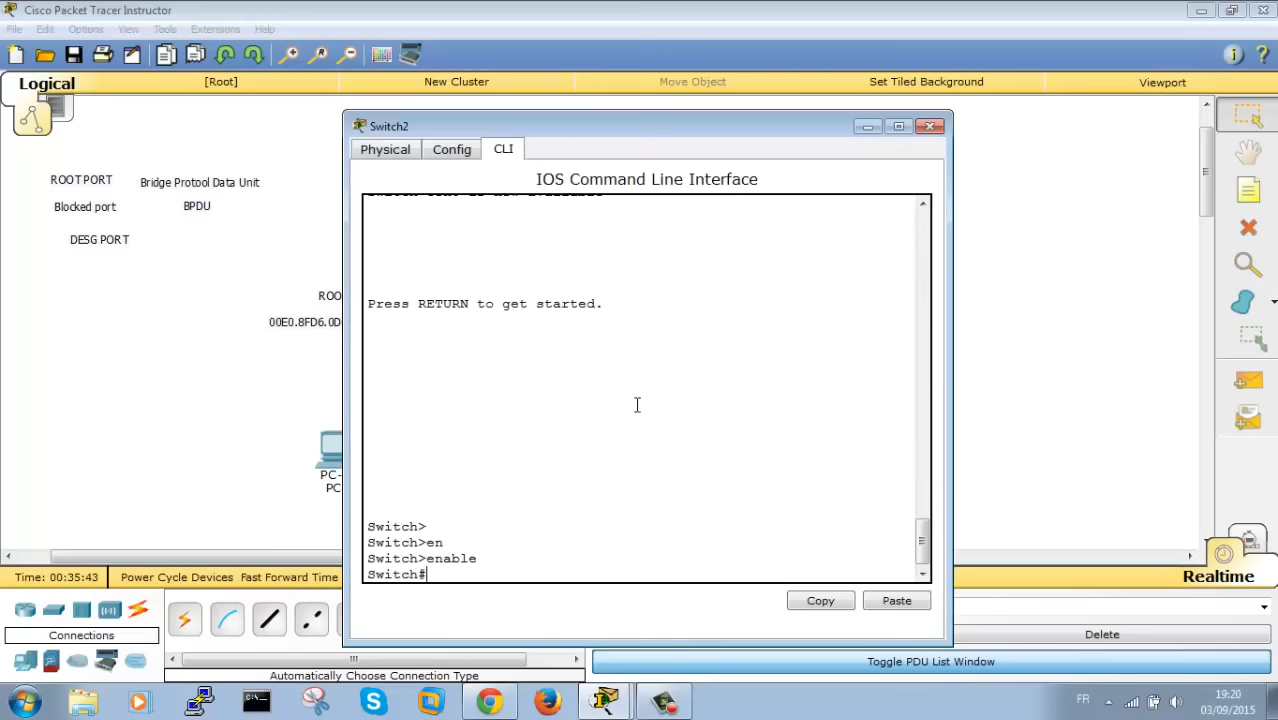 Cisco Packet Tracer Instructor
File Edit Options View Tools Extensions Help
Logical [Root] New Cluster Move Object Set Tiled Background Viewport
ROOT PORT Bridge Protool Data Unit
Blocked port BPDU
DESG PORT
ROO
00E0.8FD6.0D
PC-
PC
Switch2
Physical Config CLI
IOS Command Line Interface
Press RETURN to get started.
Switch>
Switch>en
Switch>enable
Switch#
Copy Paste
Time: 00:35:43 Power Cycle Devices Fast Forward Time Realtime
Connections
Delete
Toggle PDU List Window
Automatically Choose Connection Type
FR
19:20
03/09/2015